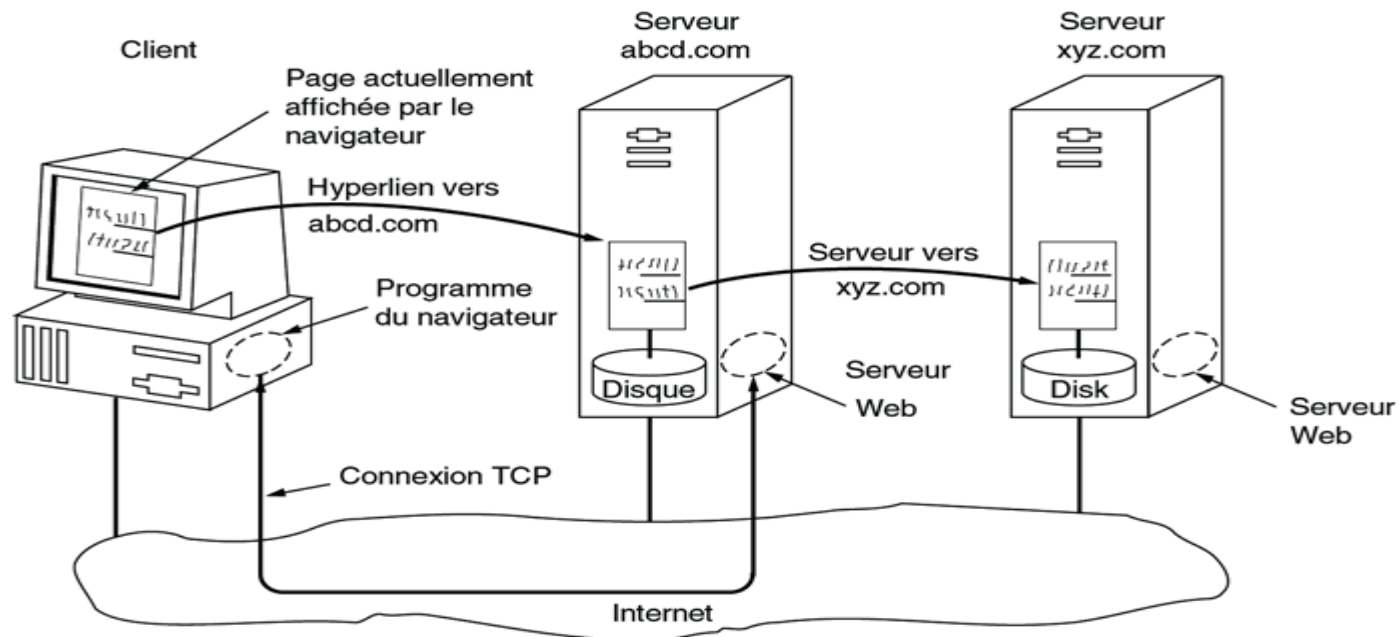 Client
Serveur
abcd.com
Serveur
xyz.com
Page actuellement
affichée par le
navigateur
Hyperlien vers
abcd.com
Serveur vers
xyz.com
Programme
du navigateur
Disque
Serveur
Web
Disk
Serveur
Web
Connexion TCP
Internet